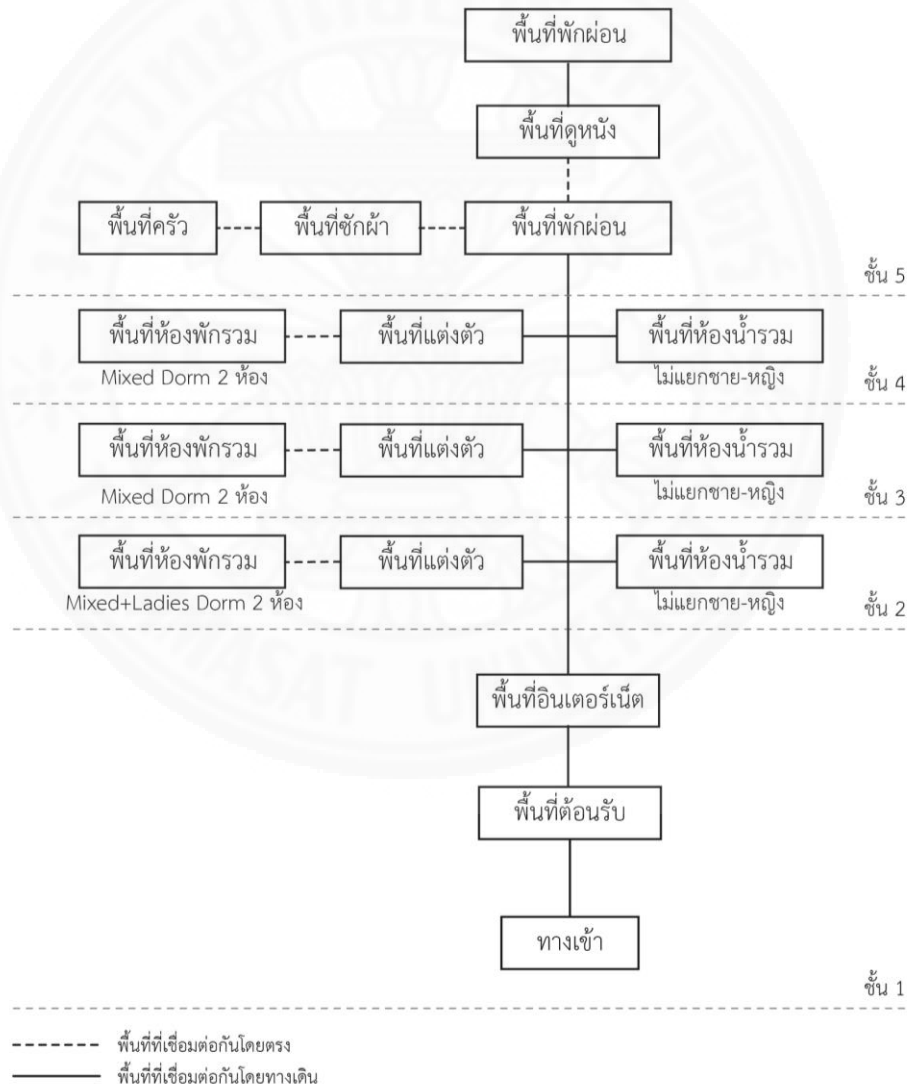 พื้นที่พักผ่อน
พื้นที่ดูหนัง
พื้นที่ครัว พื้นที่ซักผ้า พื้นที่พักผ่อน
ชั้น 5
พื้นที่ห้องพักรวม พื้นที่แต่งตัว พื้นที่ห้องน้ำรวม
Mixed Dorm 2 ห้อง ไม่แยกชาย-หญิง ชั้น 4
พื้นที่ห้องพักรวม พื้นที่แต่งตัว พื้นที่ห้องน้ำรวม
Mixed Dorm 2 ห้อง ไม่แยกชาย-หญิง ชั้น 3
พื้นที่ห้องพักรวม พื้นที่แต่งตัว พื้นที่ห้องน้ำรวม
Mixed+Ladies Dorm 2 ห้อง ไม่แยกชาย-หญิง ชั้น 2
พื้นที่อินเตอร์เน็ต
พื้นที่ต้อนรับ
ทางเข้า
ชั้น 1
พื้นที่ที่เชื่อมต่อกันโดยตรง
พื้นที่ที่เชื่อมต่อกันโดยทางเดิน